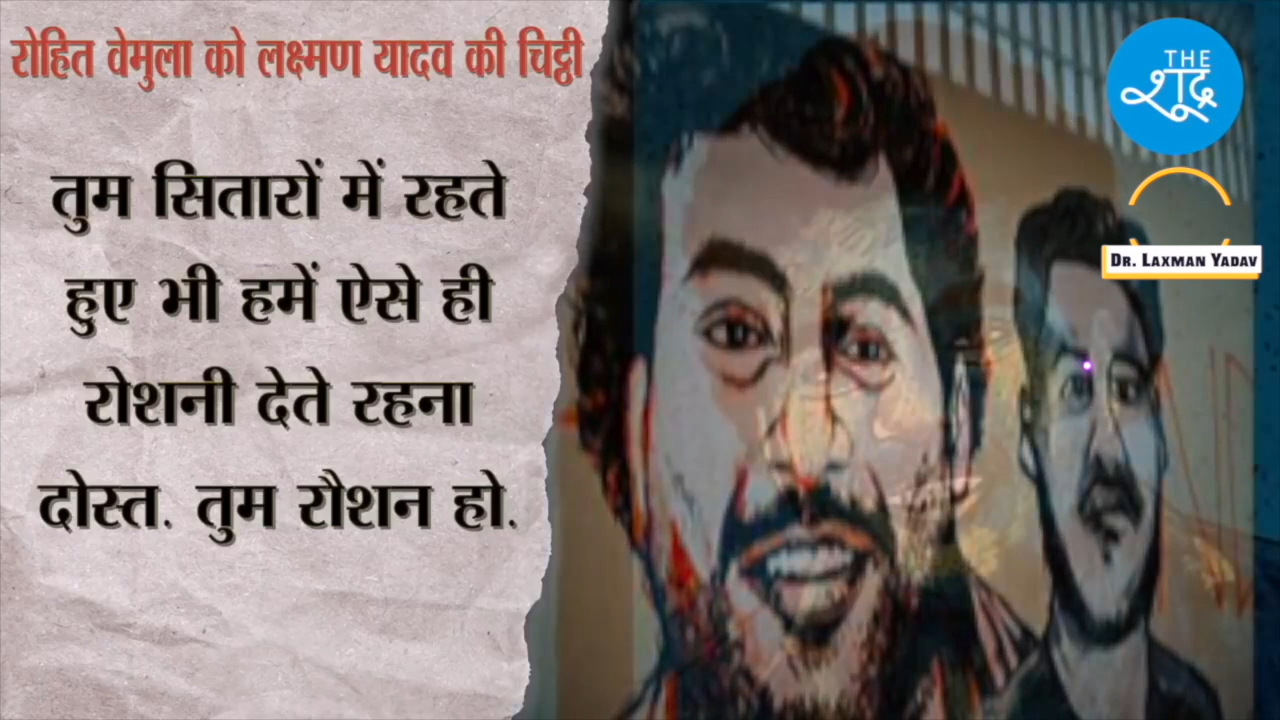 रोहित वेमुला को लक्ष्मण यादव की चिट्ठी
तुम सितारों में रहते
हुए भी हमें ऐसे ही
रोशनी देते रहना
दोस्त. तुम रौशन हो.
THE
शूद्र
DR. LAXMAN YADAV